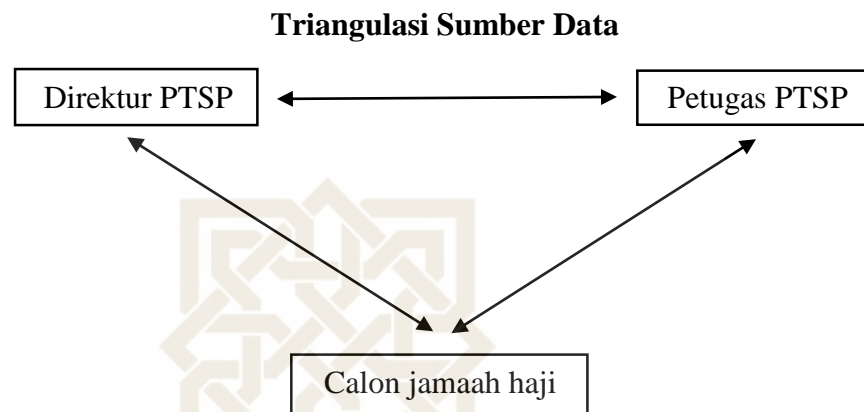 Triangulasi Sumber Data
Direktur PTSP
Petugas PTSP
Calon jamaah haji